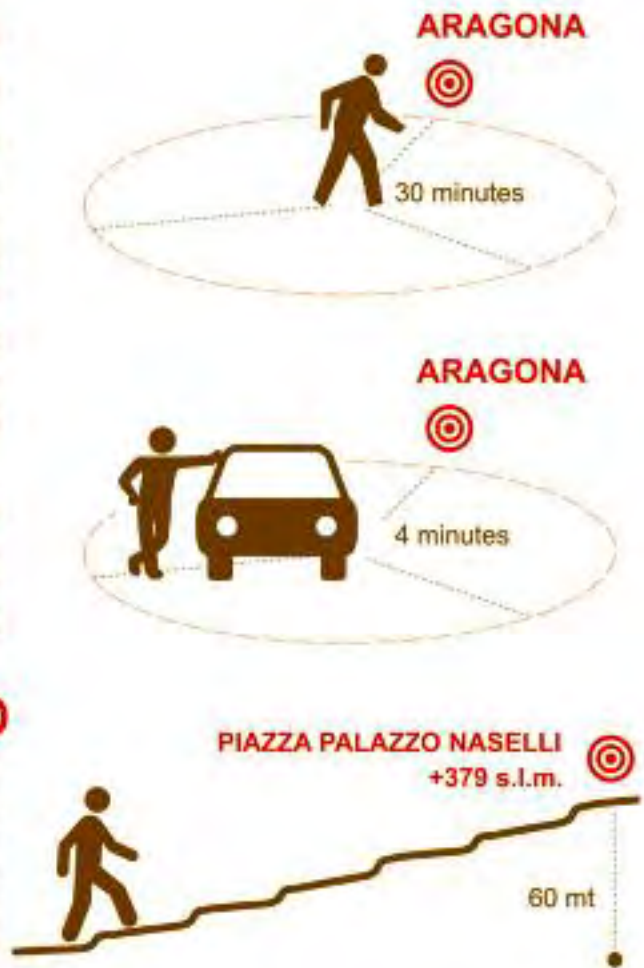 ARAGONA
30 minutes
ARAGONA
4 minutes
PIAZZA PALAZZO NASELLI
+379 s.l.m.
60 mt